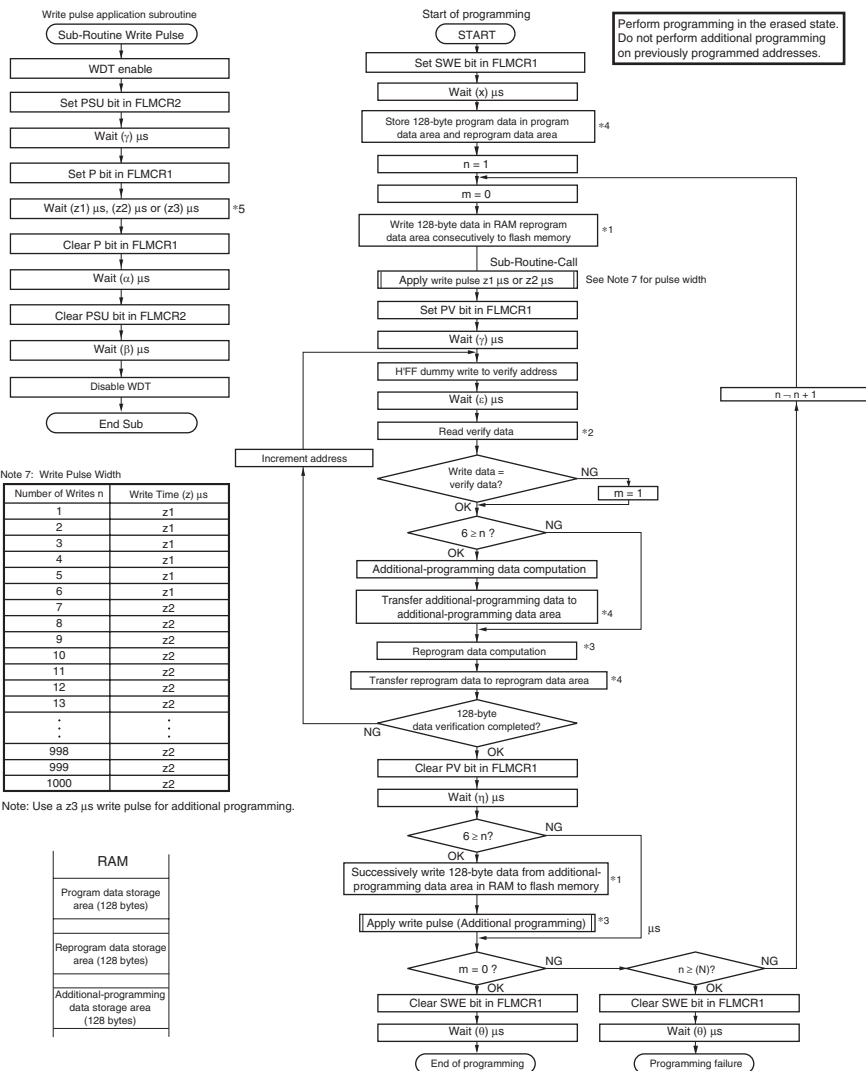 Write pulse application subroutine
Sub-Routine Write Pulse
WDT enable
Set PSU bit in FLMCR2
Wait (γ) µs
Set P bit in FLMCR1
Wait (z1) µs, (z2) µs or (z3) µs
*5
Clear P bit in FLMCR1
Wait (α) µs
Clear PSU bit in FLMCR2
Wait (β) µs
Disable WDT
End Sub
Note 7: Write Pulse Width
Number of Writes n Write Time (z) µs
1 z1
2 z1
3 z1
4 z1
5 z1
6 z1
7 z2
8 z2
9 z2
10 z2
11 z2
12 z2
13 z2
998 z2
999 z2
1000 z2
Note: Use a z3 µs write pulse for additional programming.
RAM
Program data storage
area (128 bytes)
Reprogram data storage
area (128 bytes)
Additional-programming
data storage area
(128 bytes)
Start of programming
START
Set SWE bit in FLMCR1
Wait (x) µs
Store 128-byte program data in program
data area and reprogram data area
*4
n = 1
m = 0
Write 128-byte data in RAM reprogram
data area consecutively to flash memory
*1
Sub-Routine-Call
Apply write pulse z1 µs or z2 µs
See Note 7 for pulse width
Set PV bit in FLMCR1
Wait (γ) µs
H'FF dummy write to verify address
Wait (ε) µs
Read verify data
*2
Increment address
Write data =
verify data?
NG
m = 1
OK
6 ≥ n ?
NG
OK
Additional-programming data computation
Transfer additional-programming data to
additional-programming data area
*4
Reprogram data computation
*3
Transfer reprogram data to reprogram data area
*4
128-byte
data verification completed?
NG
OK
Clear PV bit in FLMCR1
Wait (η) µs
6 ≥ n?
NG
OK
Successively write 128-byte data from additional-
programming data area in RAM to flash memory
*1
Apply write pulse (Additional programming)
*3
µs
m = 0 ?
NG
OK
Clear SWE bit in FLMCR1
Wait (θ) µs
End of programming
n ≥ (N)?
NG
OK
Clear SWE bit in FLMCR1
Wait (θ) µs
Programming failure
n ¬ n + 1
Perform programming in the erased state.
Do not perform additional programming
on previously programmed addresses.